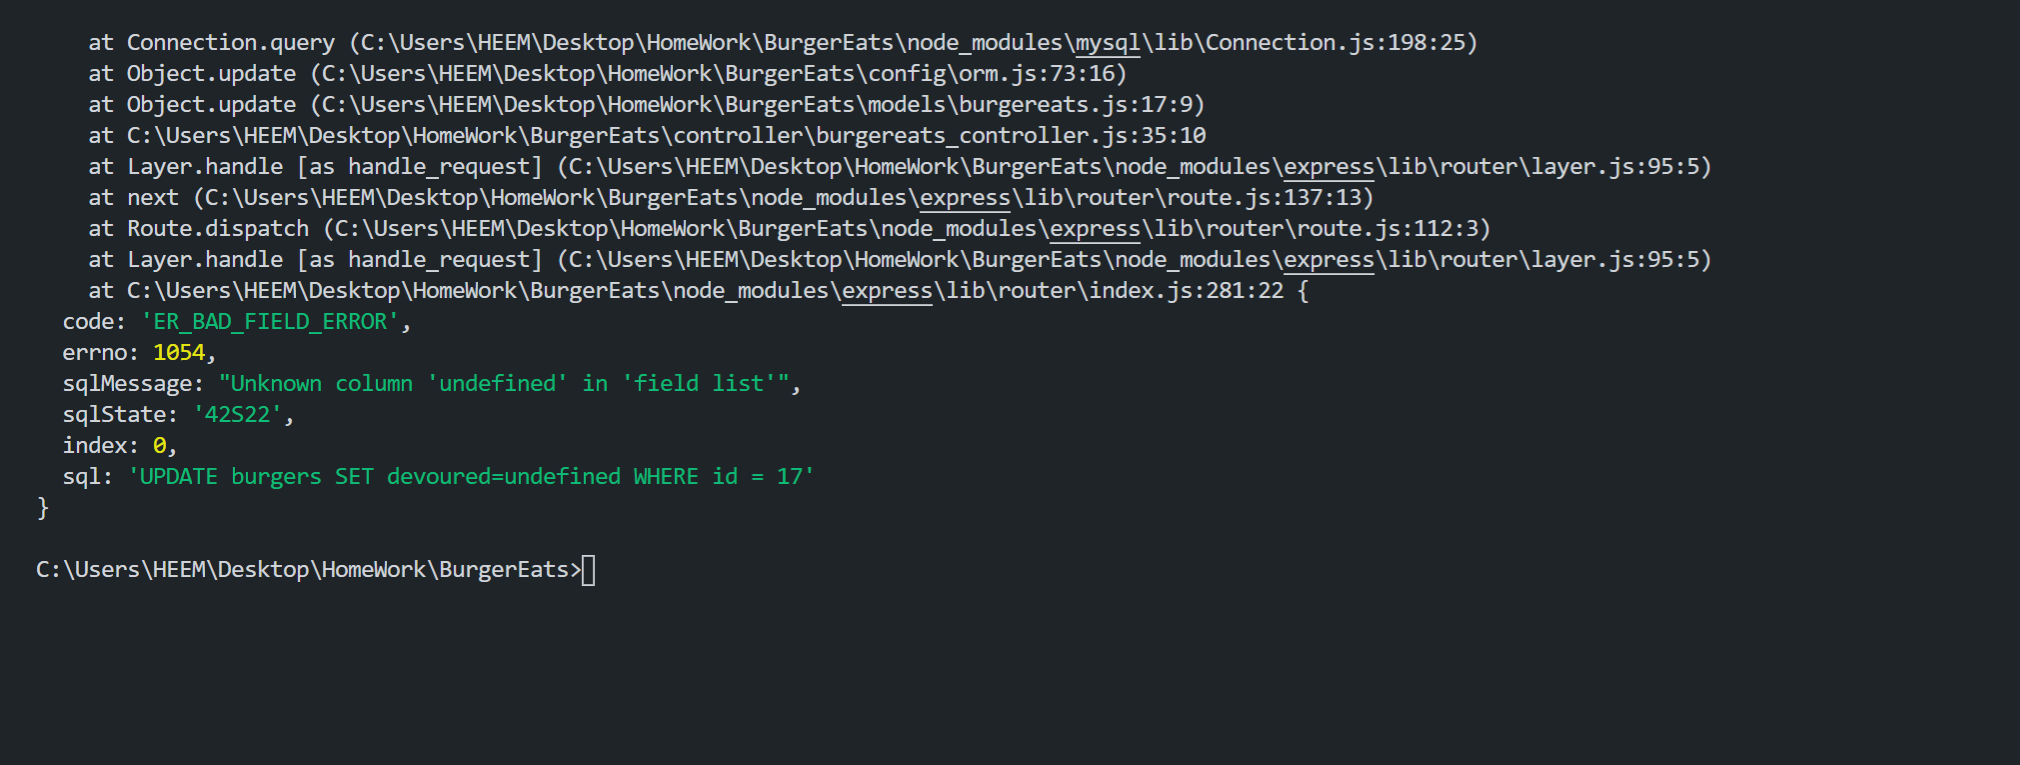 at Connection.query (C:\Users\HEEM\Desktop\HomeWork\BurgerEats\node_modules\mysql\lib\Connection.js:198:25)
at Object.update (C:\Users\HEEM\Desktop\HomeWork\BurgerEats\config\orm.js:73:16)
at Object.update (C:\Users\HEEM\Desktop\HomeWork\BurgerEats\models\burgereats.js:17:9)
at C:\Users\HEEM\Desktop\HomeWork\BurgerEats\controller\burgereats_controller.js:35:10
at Layer.handle [as handle_request] (C:\Users\HEEM\Desktop\HomeWork\BurgerEats\node_modules\express\lib\router\layer.js:95:5)
at next (C:\Users\HEEM\Desktop\HomeWork\BurgerEats\node_modules\express\lib\router\route.js:137:13)
at Route.dispatch (C:\Users\HEEM\Desktop\HomeWork\BurgerEats\node_modules\express\lib\router\route.js:112:3)
at Layer.handle [as handle_request] (C:\Users\HEEM\Desktop\HomeWork\BurgerEats\node_modules\express\lib\router\layer.js:95:5)
at C:\Users\HEEM\Desktop\HomeWork\BurgerEats\node_modules\express\lib\router\index.js:281:22 {
code: 'ER_BAD_FIELD_ERROR',
errno: 1054,
sqlMessage: "Unknown column 'undefined' in 'field list'",
sqlState: '42S22',
index: 0,
sql: 'UPDATE burgers SET devoured=undefined WHERE id = 17'
}
C:\Users\HEEM\Desktop\HomeWork\BurgerEats>